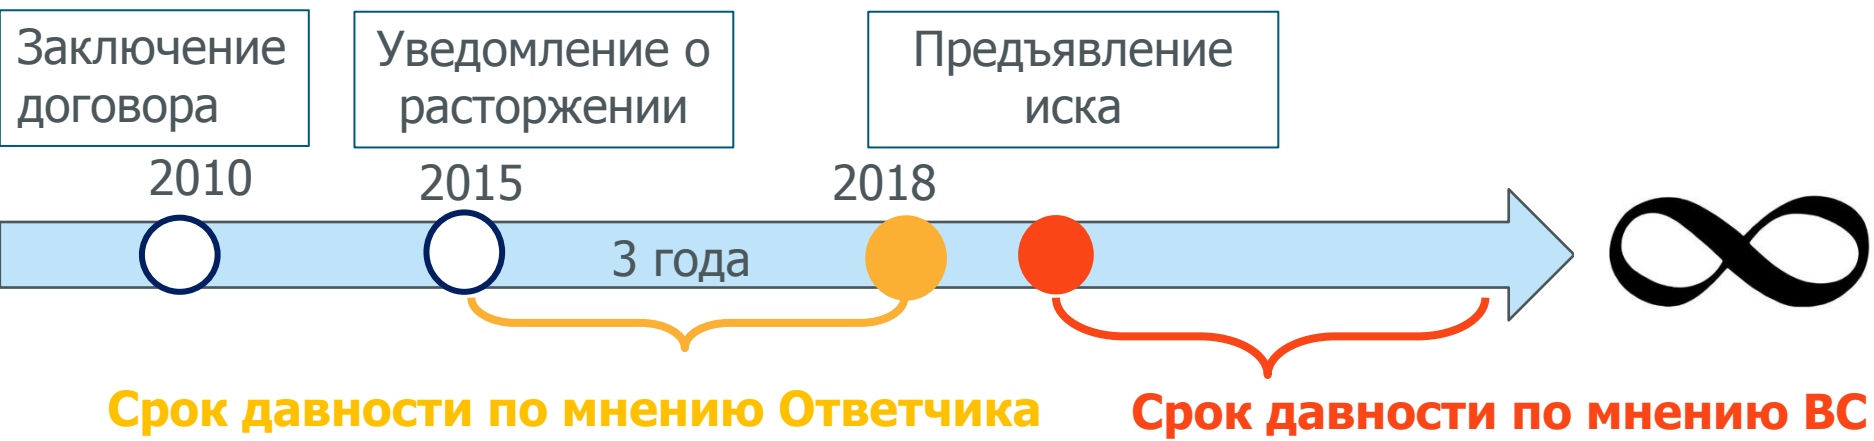 Заключение
договора
Уведомление о
расторжении
Предъявление
иска
2010
2015
2018
3 года
Срок давности по мнению Ответчика
Срок давности по мнению ВС